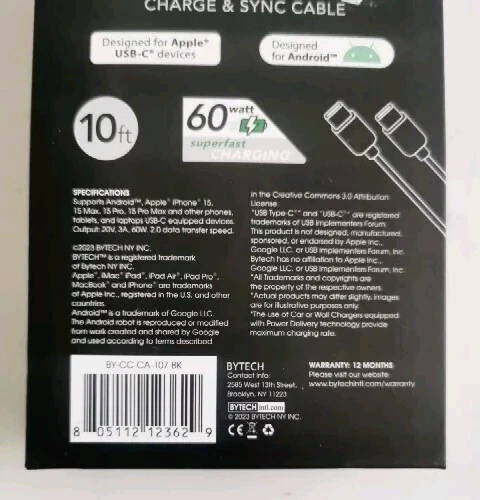 CHARGE & SYNC CABLE
Designed for Apple®
USB-C® devices
Designed
for Android™
10ft
60watt
superfast
CHARGING
SPECIFICATIONS
Supports Android™, Apple® iPhone® 15,
15 Max, 15 Pro, 15 Pro Max and other phones,
tablets, and laptops USB-C equipped devices.
Output: 20V, 3A, 60W, 2.0 data transfer speed.
©2023 BYTECH NY INC.
BYTECH™ is a registered trademark
of Bytech NY INC.
Apple®, iMac® iPad®, iPad Air®, iPad Pro®,
MacBook® and iPhone® are trademarks
of Apple Inc., registered in the U.S. and other
countries.
Android™ is a trademark of Google LLC.
The Android robot is reproduced or modified
from work created and shared by Google
and used according to terms described
in the Creative Commons 3.0 Attribution
License.
"USB Type-C®" and "USB-C®" are registered
trademarks of USB Implementers Forum.
This product is not designed, manufactured,
sponsored, or endorsed by Apple Inc.,
Google LLC. or USB Implementers Forum, Inc.
Bytech has no affiliation to Apple Inc.,
Google LLC. or USB Implementers Forum, Inc.
*All Trademarks and copyrights are
the property of the respective owners.
*Actual products may differ slightly, images
are for illustrative purposes only.
*The use of Car or Wall Chargers equipped
with Power Delivery technology provide
maximum charging rate.
BY-CC-CA-107-BK
8 05112 12362 9
BYTECH
Contact info:
2585 West 13th Street,
Brooklyn, NY 11223
BYTECHintl.com
© 2023 BYTECH NY INC.
CE
WARRANTY: 12 MONTHS
Please visit our website:
www.bytechintl.com/warranty